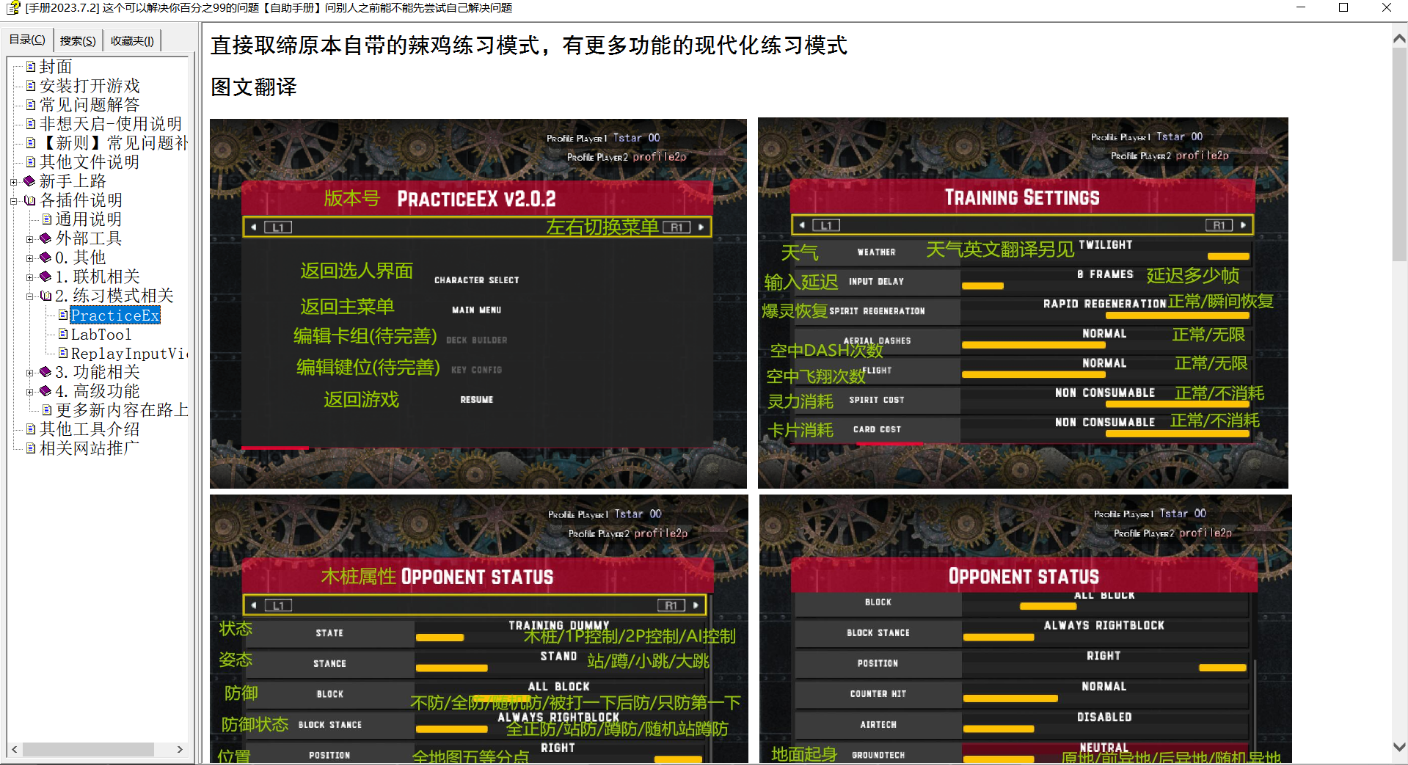 [手册2023.7.2] 这个可以解决你百分之99的问题【自助手册】问别人之前能不能先尝试自己解决问题
目录(C) 搜索(S) 收藏夹(I)
封面
安装打开游戏
常见问题解答
非想天启-使用说明
【新则】常见问题补
其他文件说明
新手上路
各插件说明
通用说明
外部工具
0. 其他
1. 联机相关
2. 练习模式相关
PracticeEx
LabTool
ReplayInputVi
3. 功能相关
4. 高级功能
更多新内容在路上
其他工具介绍
相关网站推广
直接取缔原本自带的辣鸡练习模式，有更多功能的现代化练习模式
图文翻译
Profile Player1 Tstar 00
Profile Player2 profile2p
版本号 PracticeEX v2.0.2
L1 左右切换菜单 R1
返回选人界面 CHARACTER SELECT
返回主菜单 MAIN MENU
编辑卡组(待完善) DECK BUILDER
编辑键位(待完善) KEY CONFIG
返回游戏 RESUME
Profile Player1 Tstar 00
Profile Player2 profile2p
Training Settings
L1 R1
天气 WEATHER 天气英文翻译另见 TWILIGHT
输入延迟 INPUT DELAY 0 FRAMES 延迟多少帧
爆灵恢复 SPIRIT REGENERATION RAPID REGENERATION 正常/瞬间恢复
空中DASH次数 AERIAL DASHES NORMAL 正常/无限
空中飞翔次数 FLIGHT NORMAL 正常/无限
灵力消耗 SPIRIT COST NON CONSUMABLE 正常/不消耗
卡片消耗 CARD COST NON CONSUMABLE 正常/不消耗
Profile Player1 Tstar 00
Profile Player2 profile2p
木桩属性 Opponent status
L1 R1
状态 STATE TRAINING DUMMY 木桩/1P控制/2P控制/AI控制
姿态 STANCE STAND 站/蹲/小跳/大跳
防御 BLOCK ALL BLOCK 不防/全防/随机防/被打一下后防/只防第一下
防御状态 BLOCK STANCE ALWAYS RIGHTBLOCK 全正防/站防/蹲防/随机站蹲防
位置 POSITION RIGHT 全地图五等分点
Profile Player1 Tstar 00
Profile Player2 profile2p
Opponent status
BLOCK ALL BLOCK
BLOCK STANCE ALWAYS RIGHTBLOCK
POSITION RIGHT
COUNTER HIT NORMAL
AIRTECH DISABLED
地面起身 GROUNDTECH NEUTRAL 原地/前异地/后异地/随机异地